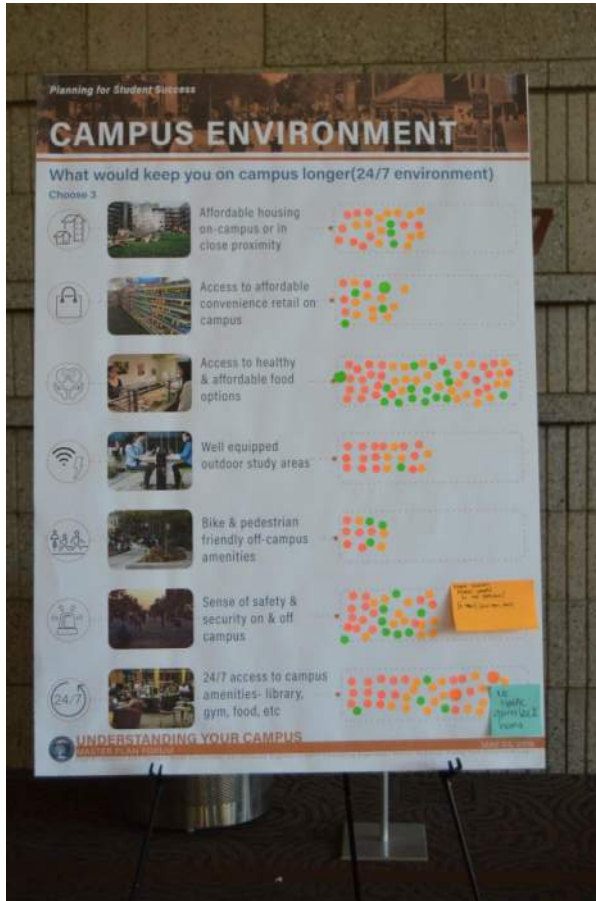 Planning for Student Success
CAMPUS ENVIRONMENT
What would keep you on campus longer(24/7 environment)
Choose 3
Affordable housing
on-campus or in
close proximity
Access to affordable
convenience retail on
campus
Access to healthy
& affordable food
options
Well equipped
outdoor study areas
Bike & pedestrian
friendly off-campus
amenities
Sense of safety &
security on & off
campus
24/7
24/7 access to campus
amenities- library,
gym, food, etc
UNDERSTANDING YOUR CAMPUS
MASTER PLAN FORUM